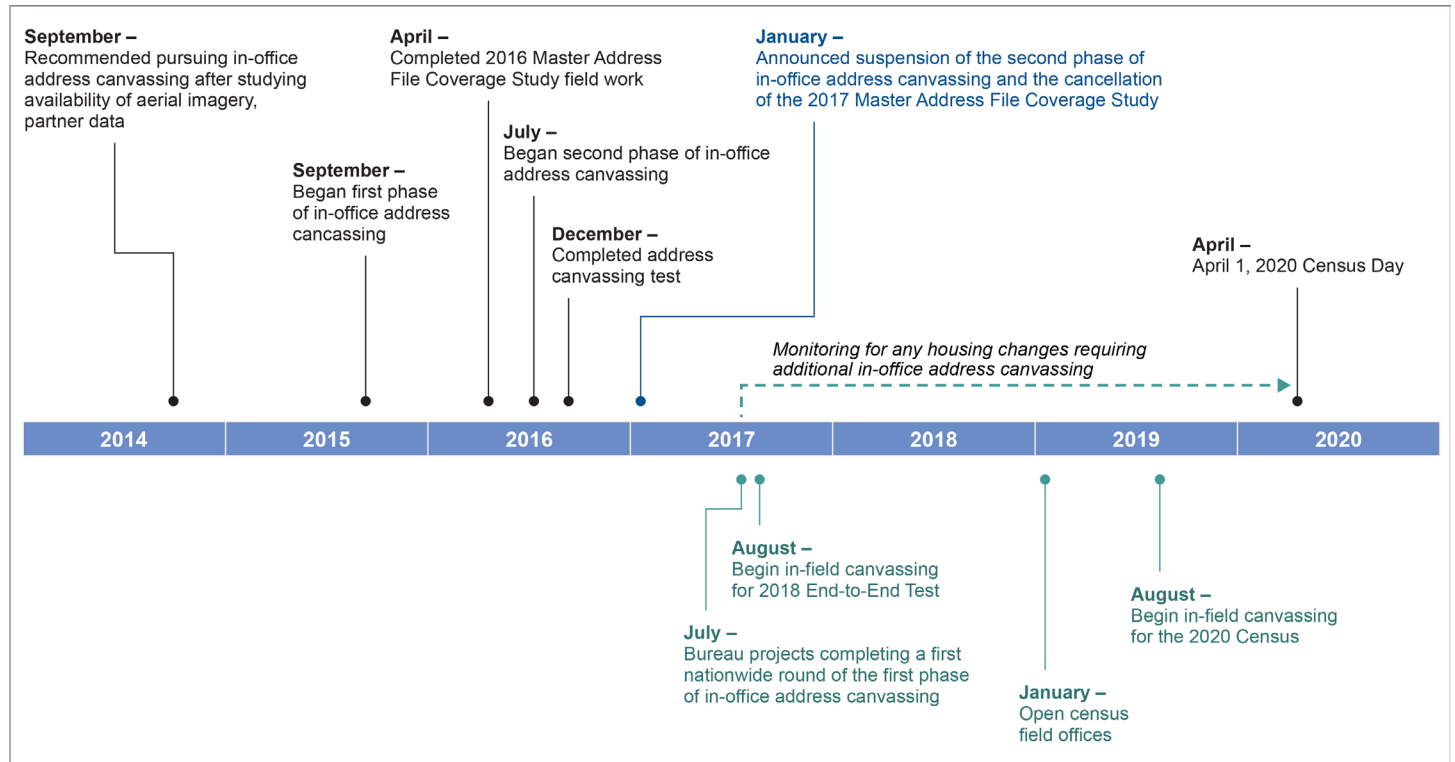 September –
Recommended pursuing in-office
address canvassing after studying
availability of aerial imagery,
partner data
September –
Began first phase
of in-office address
cancassing
April –
Completed 2016 Master Address
File Coverage Study field work
July –
Began second phase of in-office
address canvassing
December –
Completed address
canvassing test
January –
Announced suspension of the second phase of
in-office address canvassing and the cancellation
of the 2017 Master Address File Coverage Study
Monitoring for any housing changes requiring
additional in-office address canvassing
April –
April 1, 2020 Census Day
2014
2015
2016
2017
2018
2019
2020
August –
Begin in-field canvassing
for 2018 End-to-End Test
July –
Bureau projects completing a first
nationwide round of the first phase
of in-office address canvassing
January –
Open census
field offices
August –
Begin in-field canvassing
for the 2020 Census